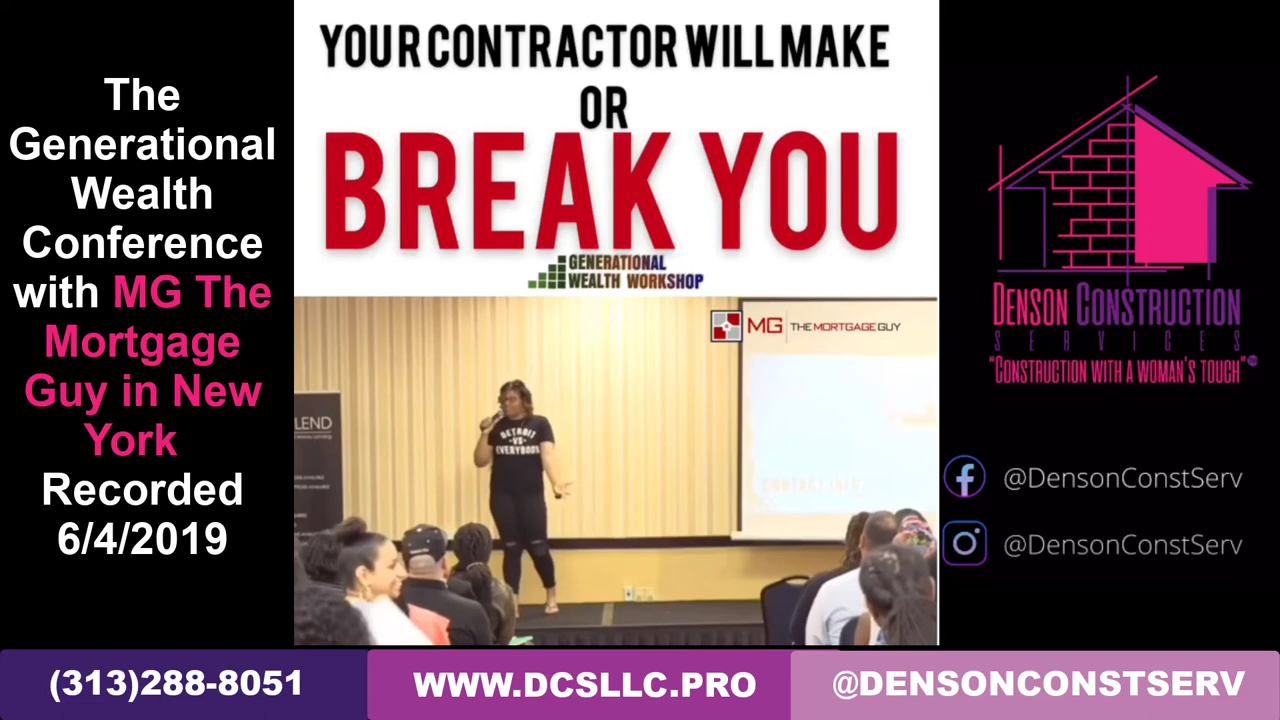 The
Generational
Wealth
Conference
with MG The
Mortgage
Guy in New
York
Recorded
6/4/2019
YOUR CONTRACTOR WILL MAKE
OR
BREAK YOU
GENERATIONAL
WEALTH WORKSHOP
MG THE MORTGAGE GUY
LEND
DETROIT
-VS-
EVERYBODY
DENSON CONSTRUCTION
SERVICES
"CONSTRUCTION WITH A WOMAN'S TOUCH"
@DensonConstServ
@DensonConstServ
(313)288-8051
WWW.DCSLLC.PRO
@DENSONCONSTSERV